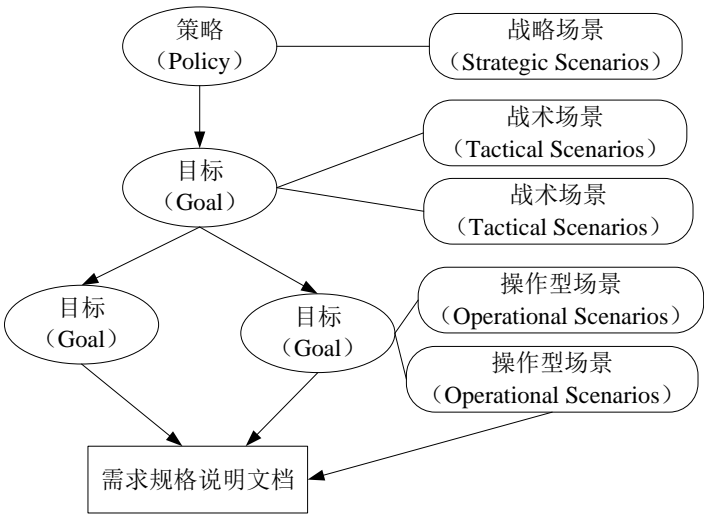 策略
（Policy）
战略场景
（Strategic Scenarios）
战术场景
（Tactical Scenarios）
目标
（Goal）
战术场景
（Tactical Scenarios）
目标
（Goal）
目标
（Goal）
操作型场景
（Operational Scenarios）
操作型场景
（Operational Scenarios）
需求规格说明文档